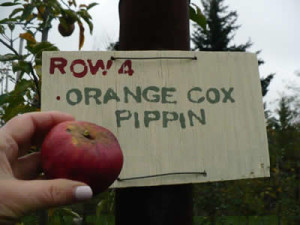 ROW 4
· ORANGE COX
PIPPIN